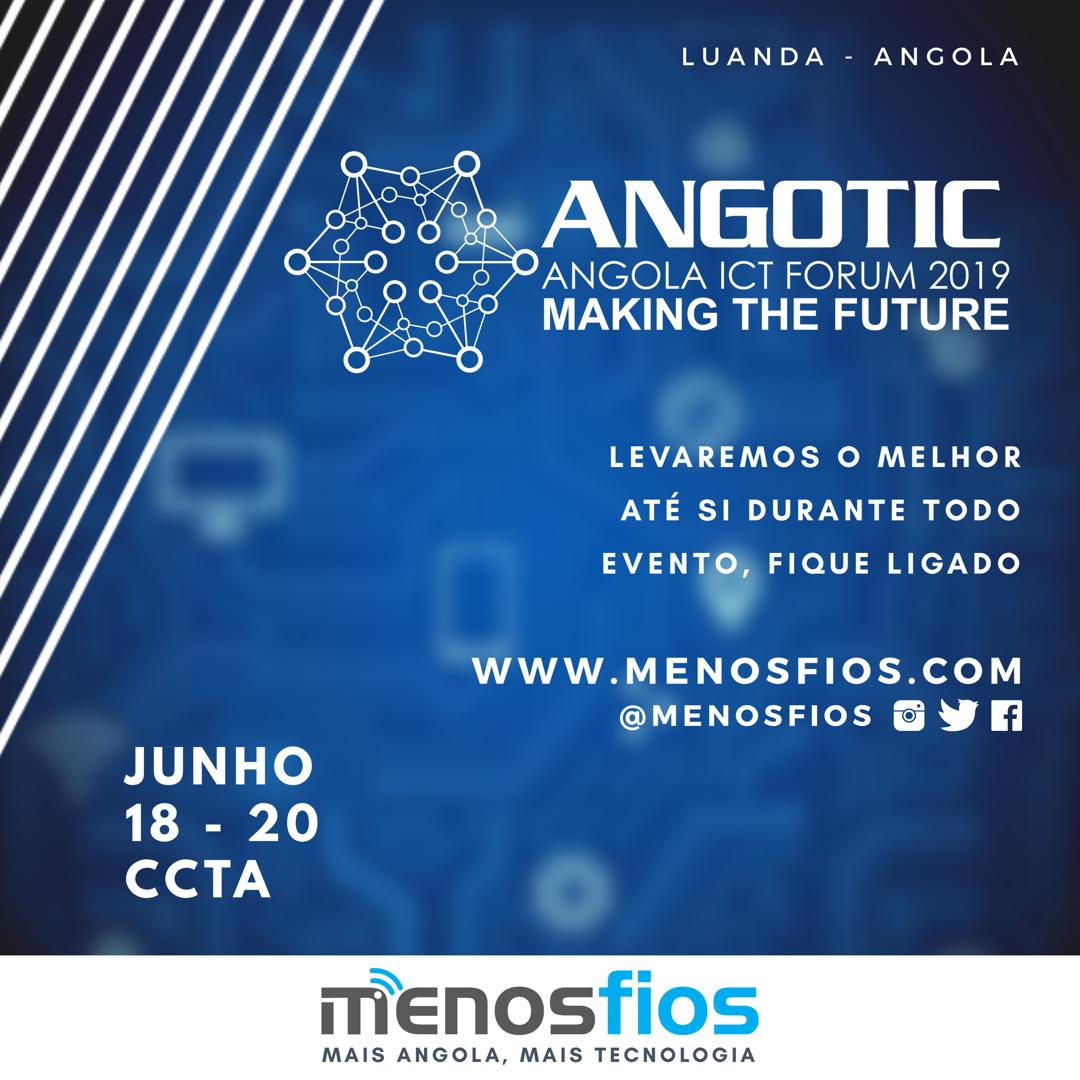 LUANDA - ANGOLA
ANGOTIC
ANGOLA ICT FORUM 2019
MAKING THE FUTURE
LEVAREMOS O MELHOR
ATÉ SI DURANTE TODO
EVENTO, FIQUE LIGADO
WWW.MENOSFIOS.COM
@MENOSFIOS
JUNHO
18 - 20
CCTA
menosfios
MAIS ANGOLA, MAIS TECNOLOGIA